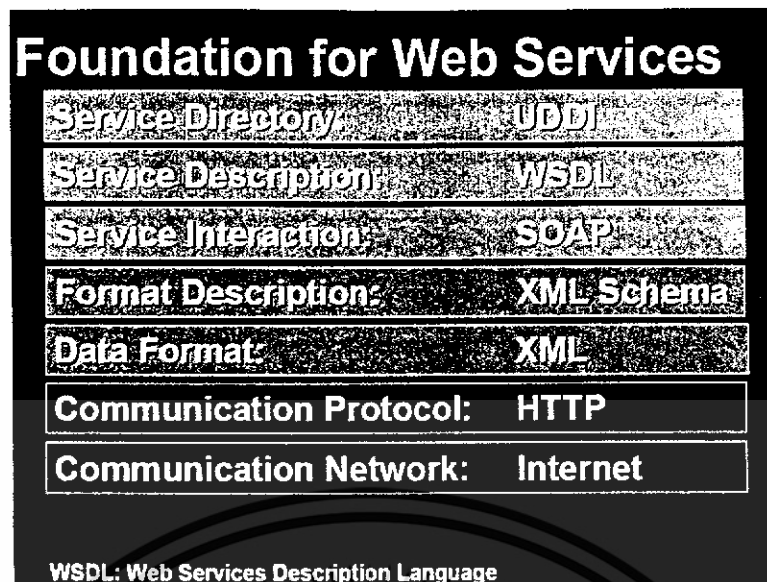 Foundation for Web Services
Service Directory: UDDI
Service Description: WSDL
Service Interaction: SOAP
Format Description: XML Schema
Data Format: XML
Communication Protocol: HTTP
Communication Network: Internet
WSDL: Web Services Description Language